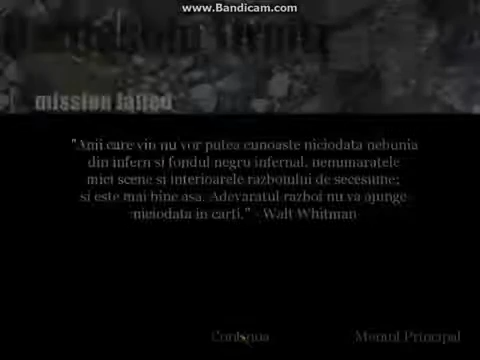 www.Bandicam.com
mission failed
"Anii care vin nu vor putea cunoaste niciodata nebunia
din infern si fondul negru infernal, nenumaratele
mici scene si interioarele razboiului de secesiune;
si este mai bine asa. Adevaratul razboi nu va ajunge
niciodata in carti." - Walt Whitman
Continua Meniul Principal